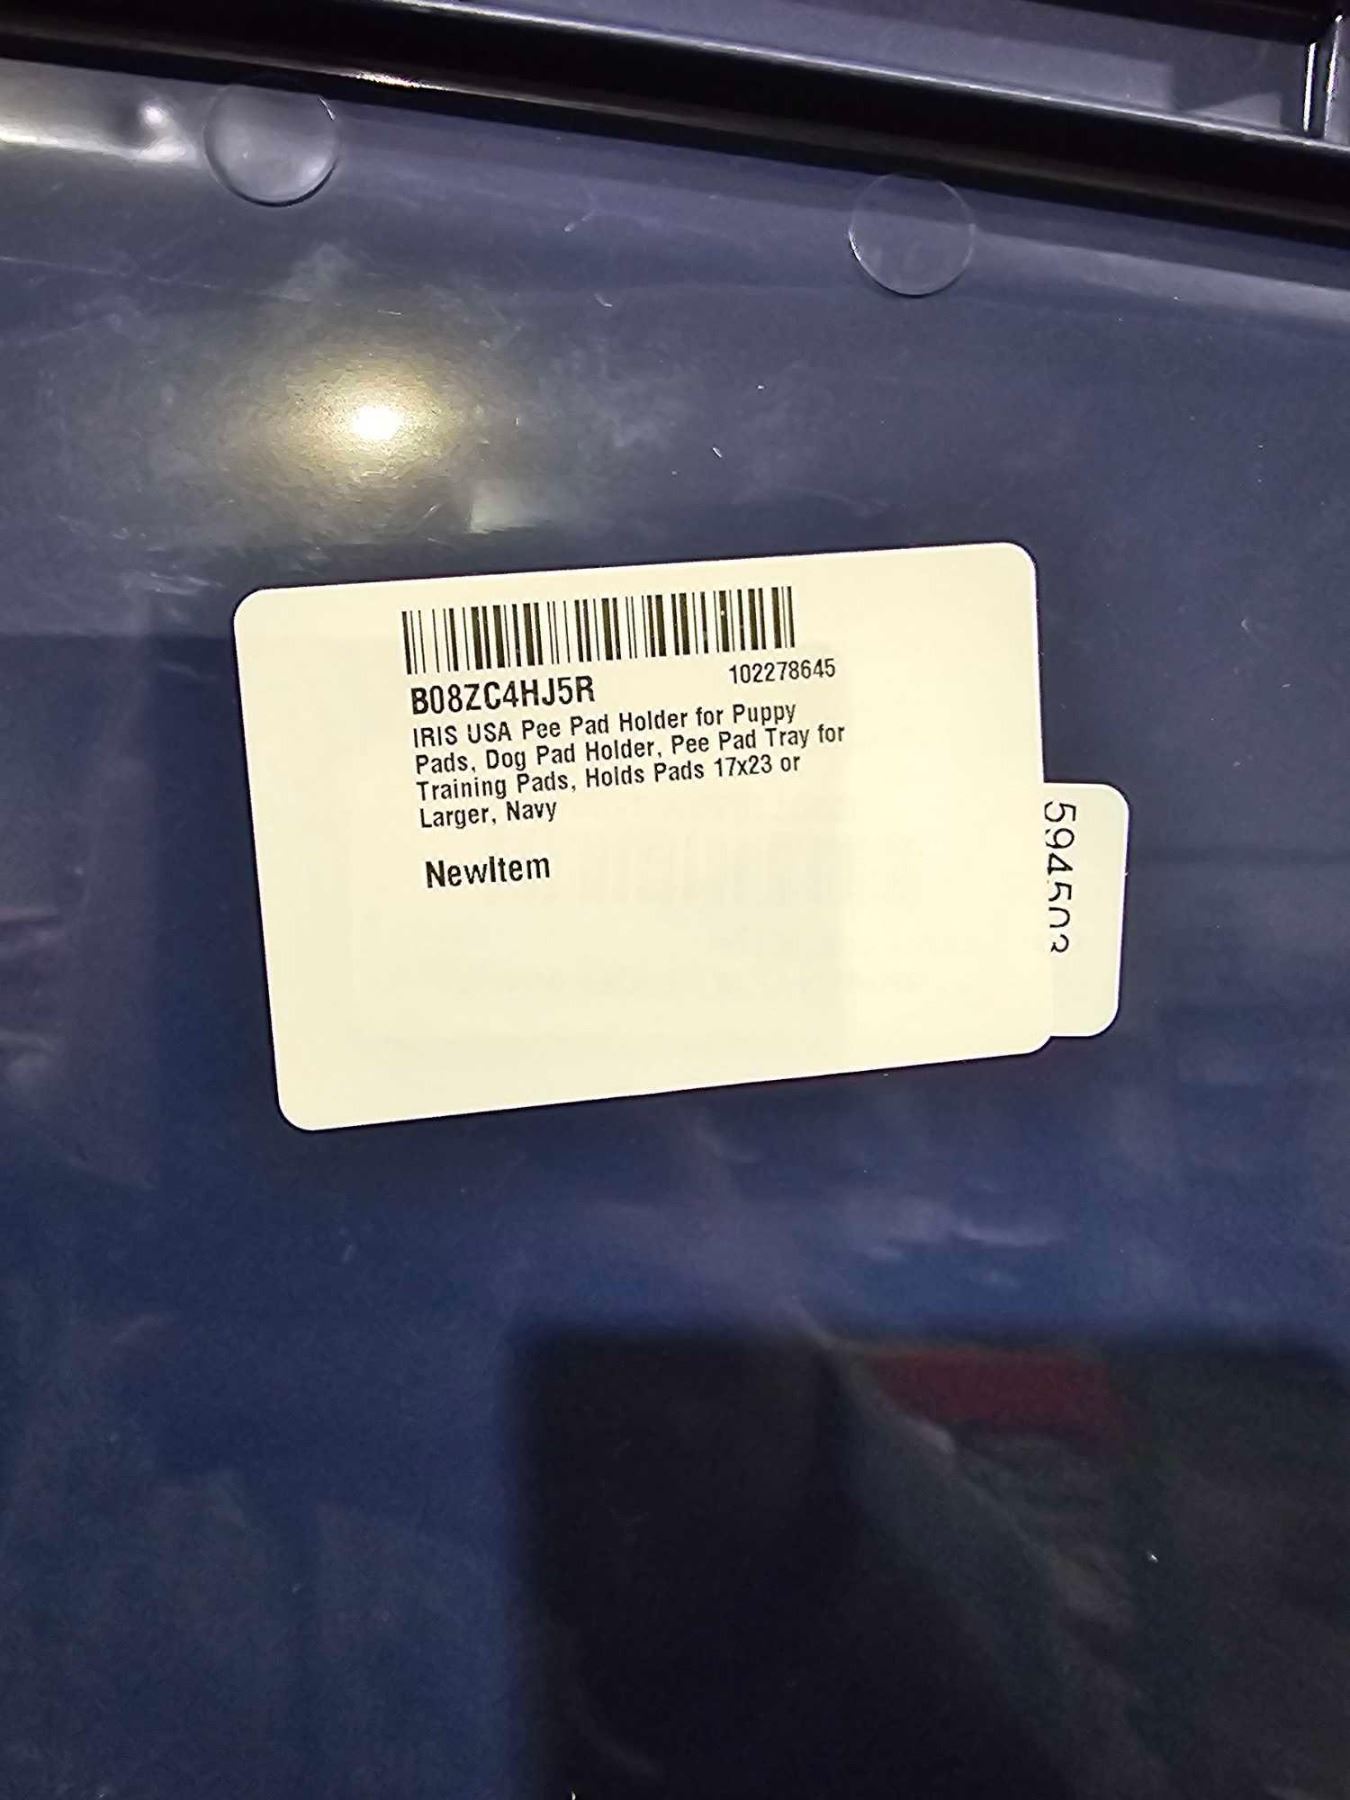 B08ZC4HJ5R 102278645
IRIS USA Pee Pad Holder for Puppy
Pads, Dog Pad Holder, Pee Pad Tray for
Training Pads, Holds Pads 17x23 or
Larger, Navy
NewItem
594503